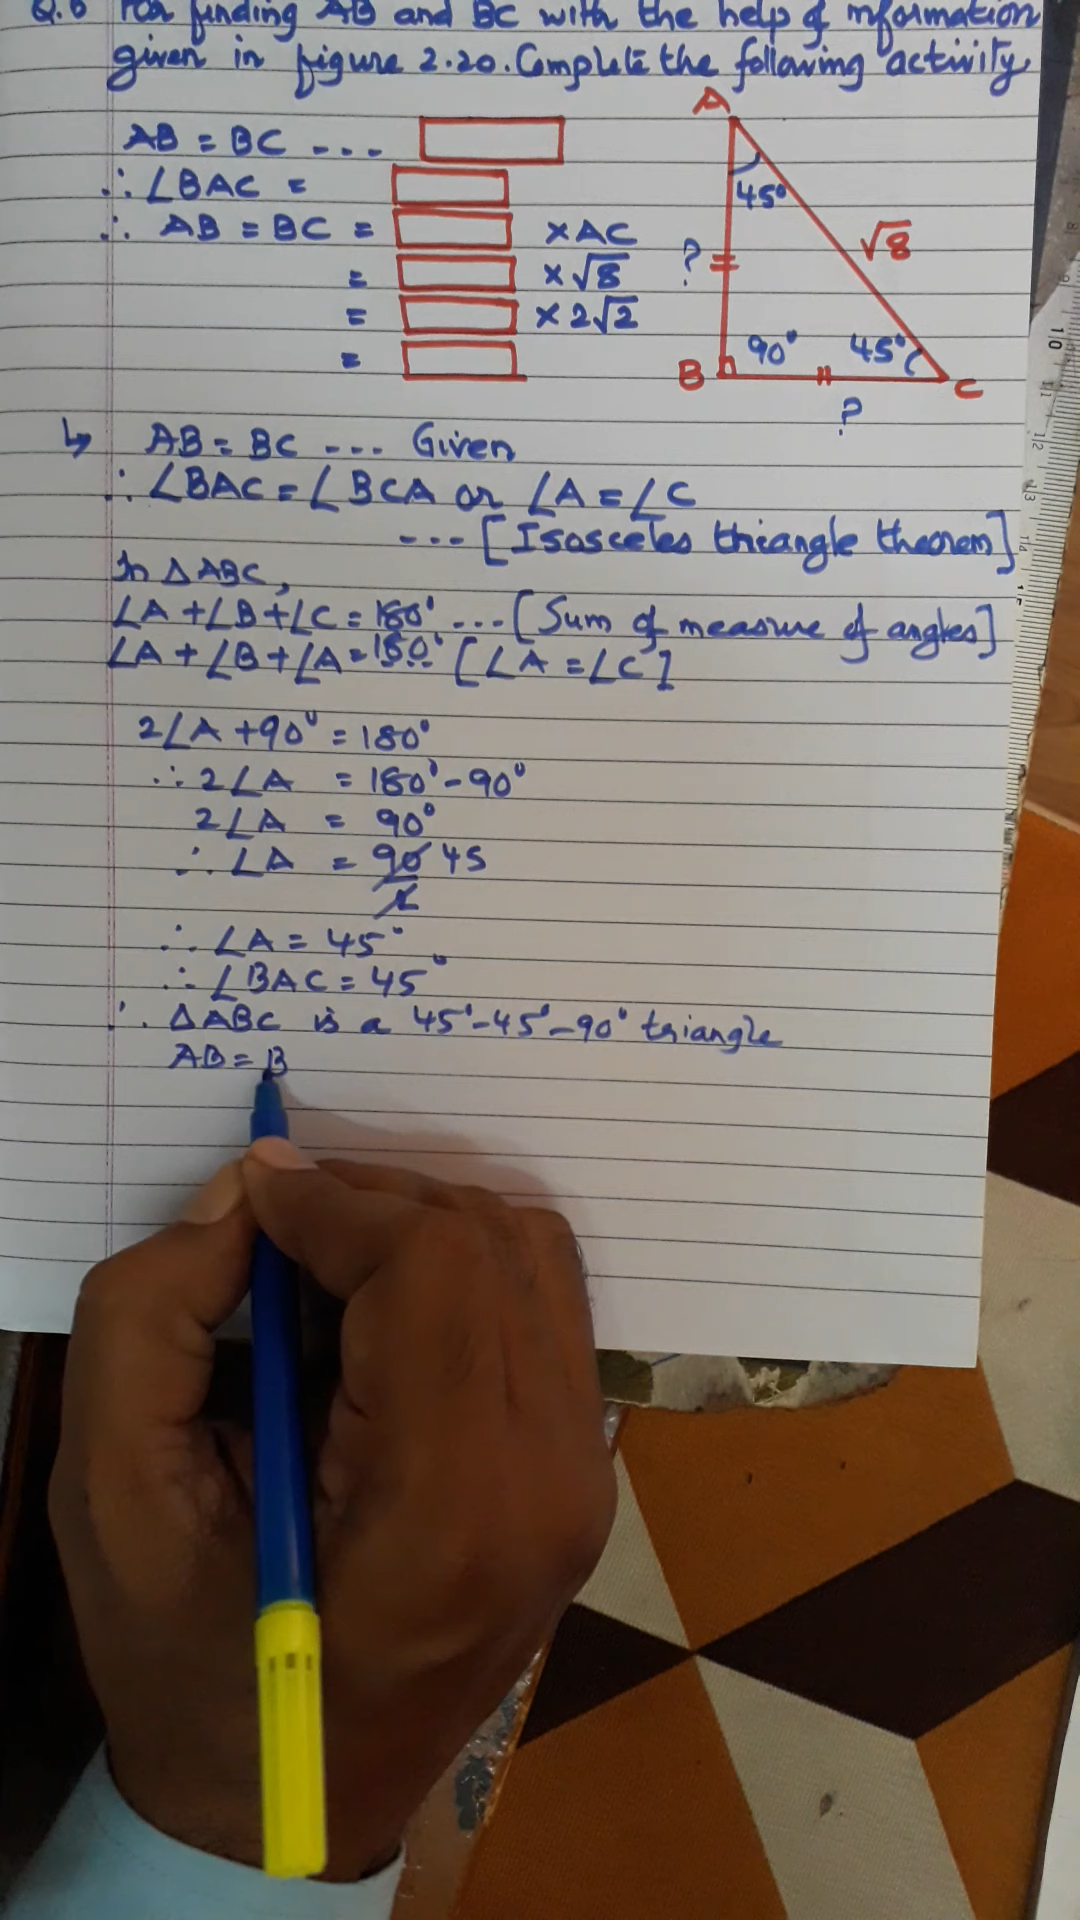 Q.6 For finding AB and BC with the help of information
given in figure 2.20. Complete the following activity
AB = BC ---
∴ ∠BAC =
∴ AB = BC = × AC
= × √8
= × 2√2
=
A
45°
√8
?
90°
45°
B
C
?
↳ AB = BC --- Given
∴ ∠BAC = ∠BCA or ∠A = ∠C
--- [Isosceles triangle theorem]
In △ABC,
∠A + ∠B + ∠C = 180° --- [Sum of measure of angles]
∠A + ∠B + ∠A = 180° [∠A = ∠C]
2∠A + 90° = 180°
∴ 2∠A = 180° - 90°
2∠A = 90°
∴ ∠A = 90/2 45
∴ ∠A = 45°
∴ ∠BAC = 45°
∴ △ABC is a 45°-45°-90° triangle
AB = B